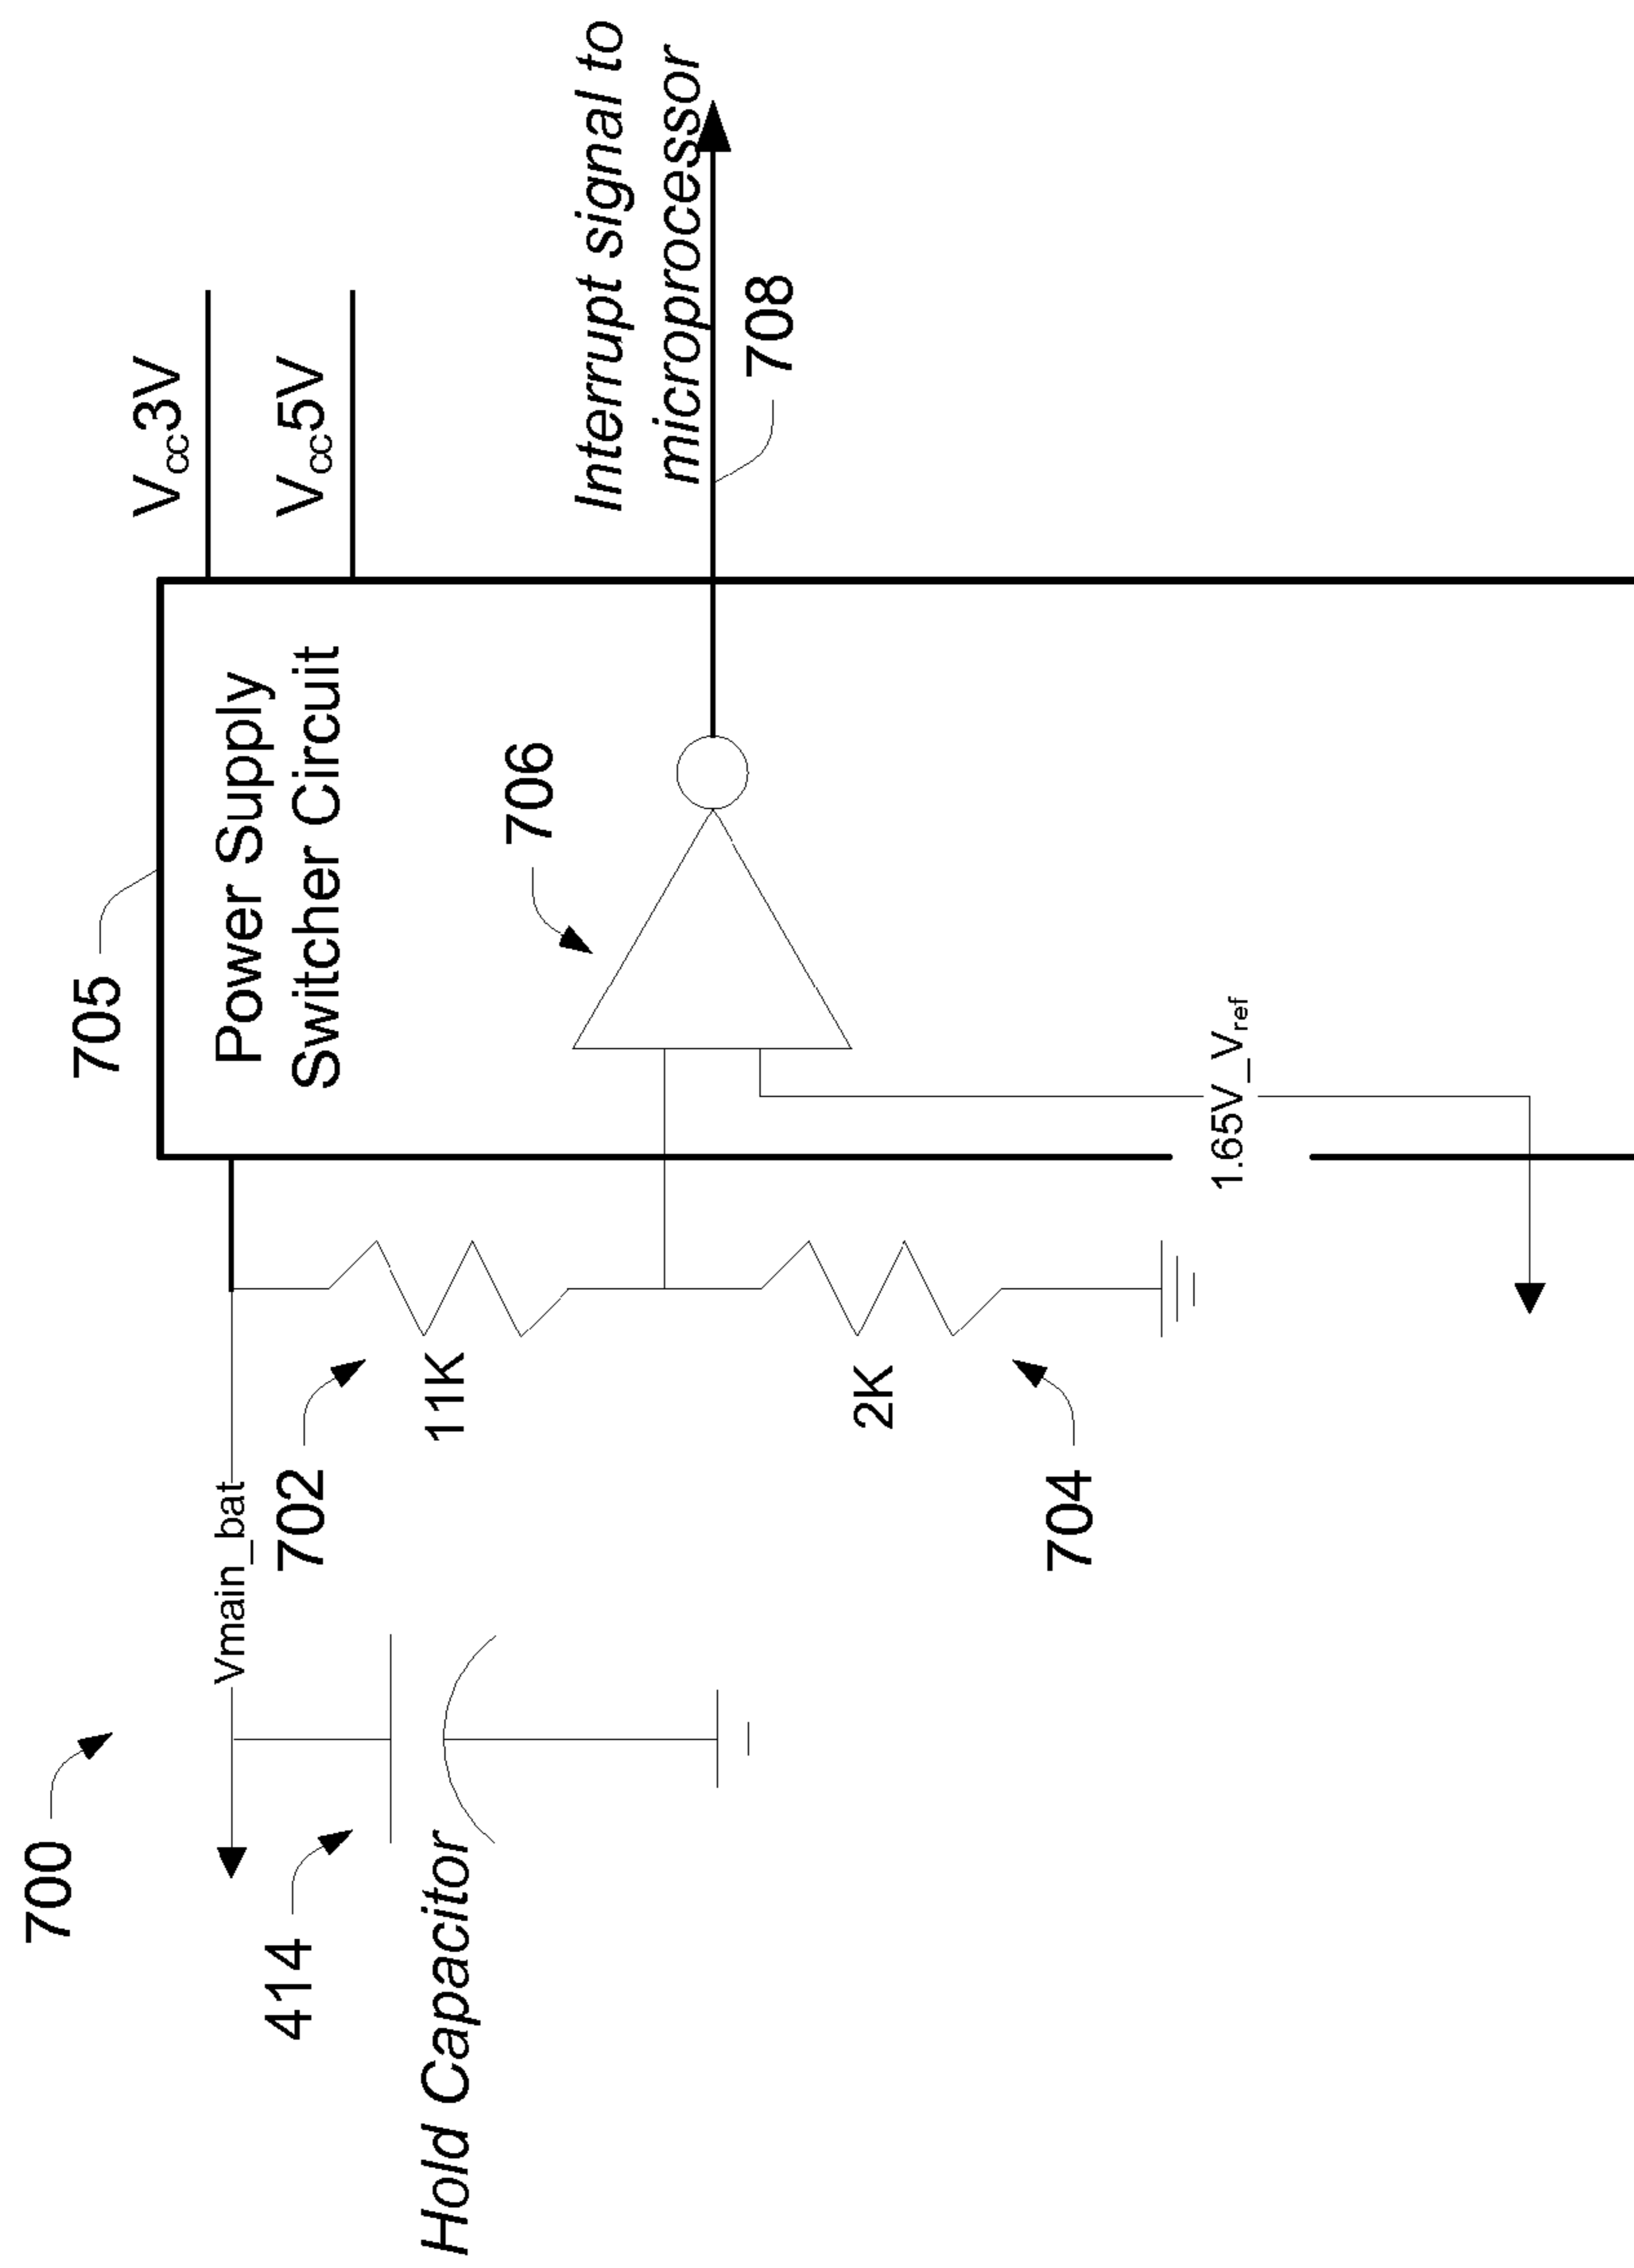 700
414
Hold Capacitor
Vmain_bat
702
11K
2K
704
705
Power Supply
Switcher Circuit
706
1.65V_Vref
Vcc3V
Vcc5V
Interrupt signal to
microprocessor
708